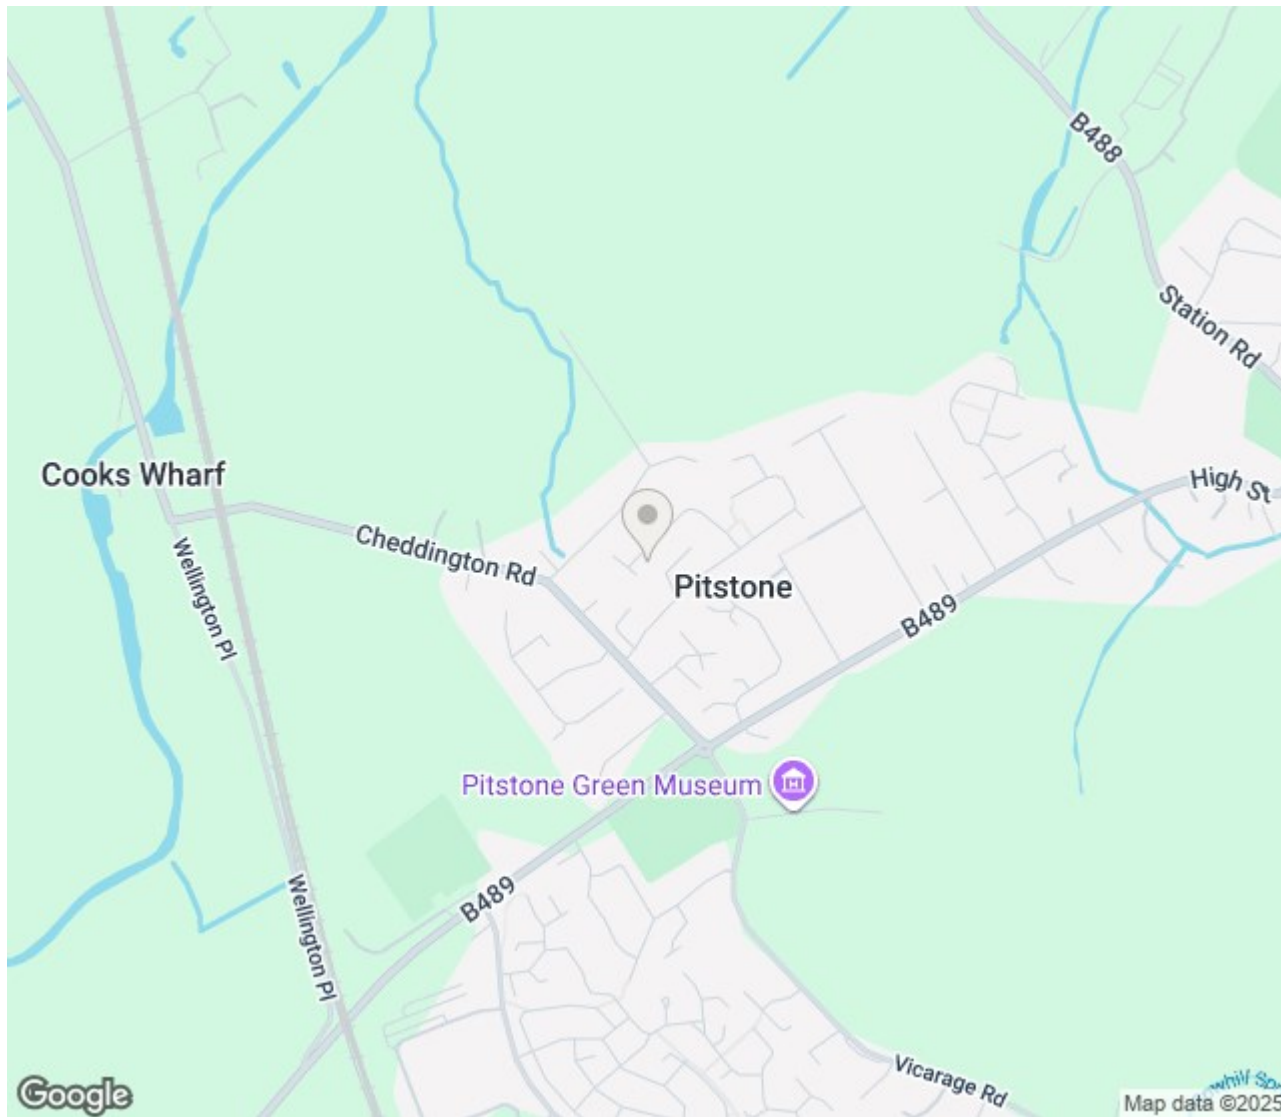 B488
Station Rd
Cooks Wharf
High St
Cheddington Rd
Wellington Pl
Pitstone
B489
Pitstone Green Museum
B489
Wellington Pl
Vicarage Rd
Google
Map data ©2025